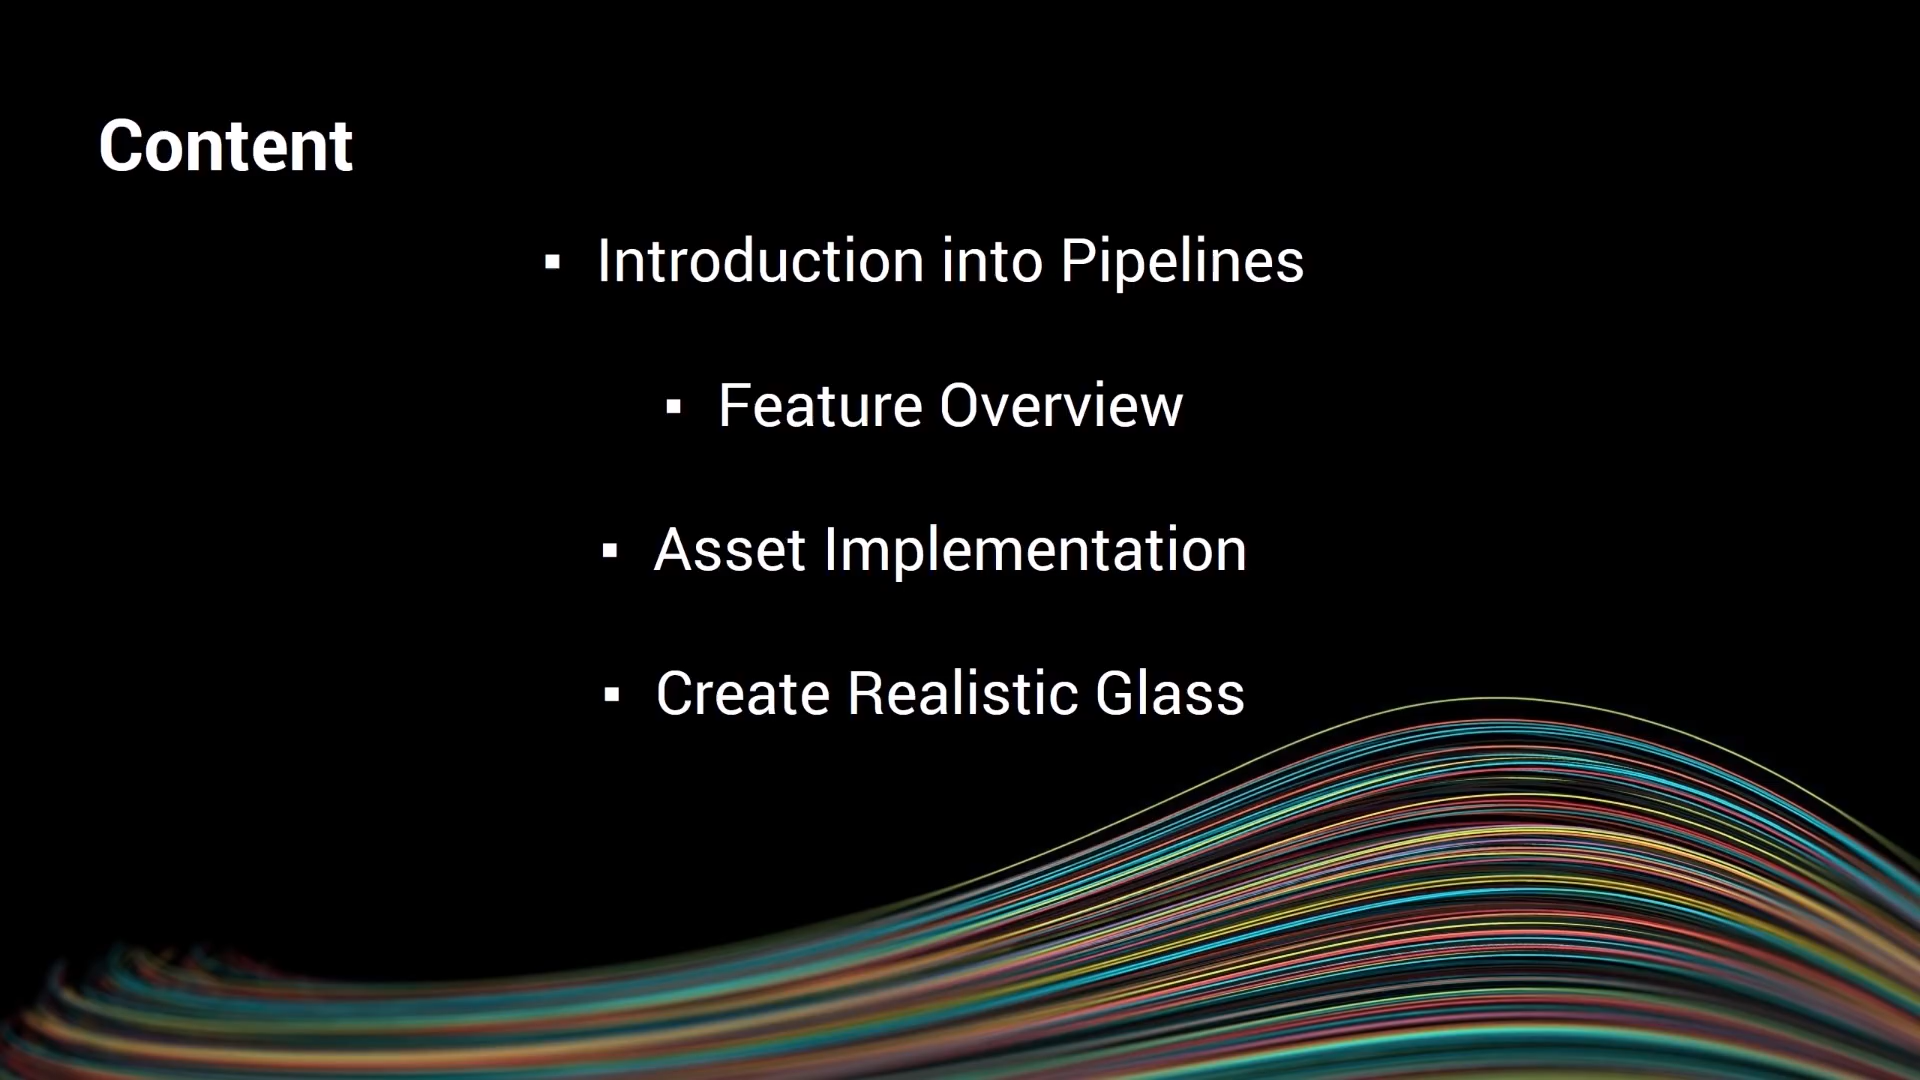 Content
▪ Introduction into Pipelines
▪ Feature Overview
▪ Asset Implementation
▪ Create Realistic Glass